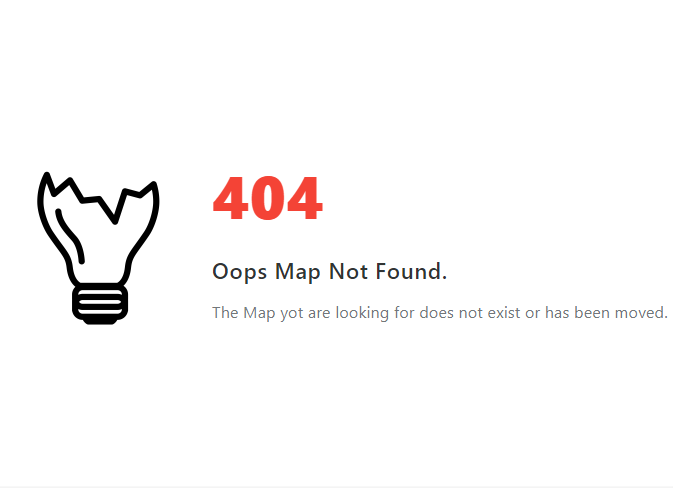 404
Oops Map Not Found.
The Map yot are looking for does not exist or has been moved.